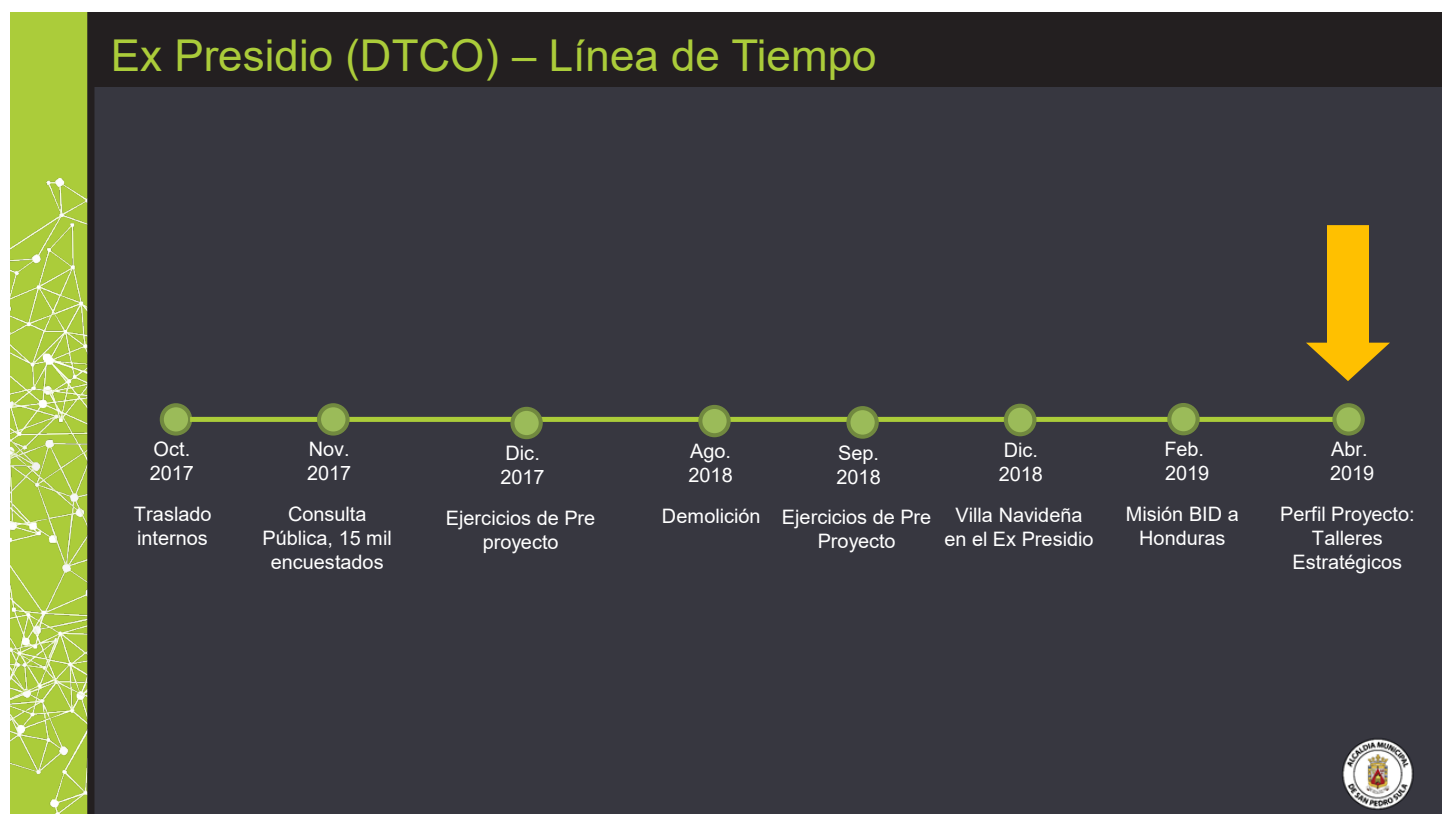 Ex Presidio (DTCO) – Línea de Tiempo
Oct.
2017
Traslado
internos
Nov.
2017
Consulta
Pública, 15 mil
encuestados
Dic.
2017
Ejercicios de Pre
proyecto
Ago.
2018
Demolición
Sep.
2018
Ejercicios de Pre
Proyecto
Dic.
2018
Villa Navideña
en el Ex Presidio
Feb.
2019
Misión BID a
Honduras
Abr.
2019
Perfil Proyecto:
Talleres
Estratégicos
ALCALDIA MUNICIPAL
DE SAN PEDRO SULA